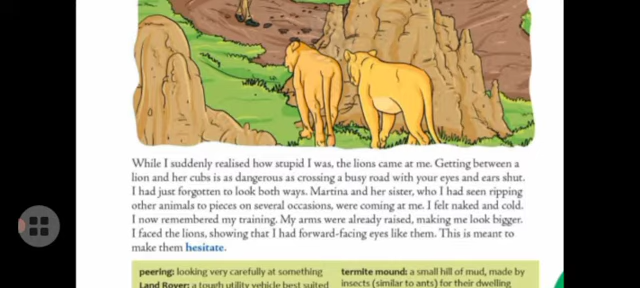 While I suddenly realised how stupid I was, the lions came at me. Getting between a
lion and her cubs is as dangerous as crossing a busy road with your eyes and ears shut.
I had just forgotten to look both ways. Martina and her sister, who I had seen ripping
other animals to pieces on several occasions, were coming at me. I felt naked and cold.
I now remembered my training. My arms were already raised, making me look bigger.
I faced the lions, showing that I had forward-facing eyes like them. This is meant to
make them hesitate.
peering: looking very carefully at something
Land Rover: a tough utility vehicle best suited
termite mound: a small hill of mud, made by
insects (similar to ants) for their dwelling